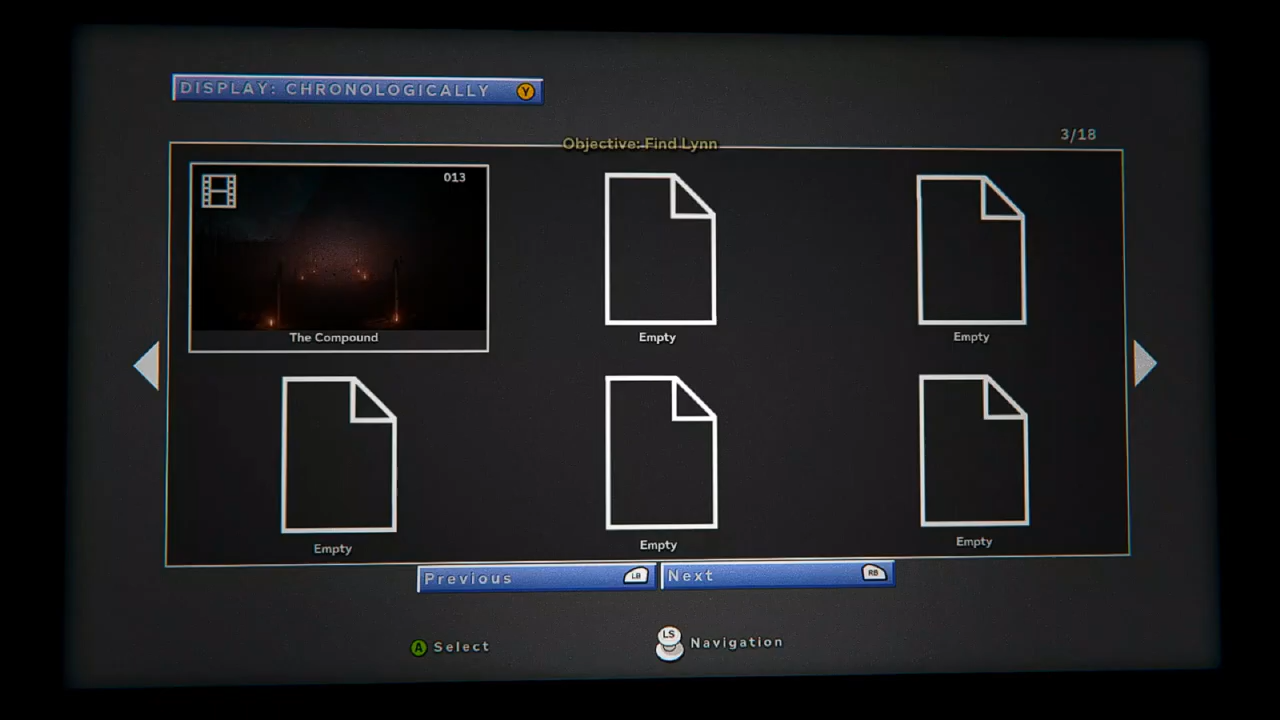 DISPLAY: CHRONOLOGICALLY Y
Objective: Find Lynn
3/18
013
The Compound
Empty
Empty
Empty
Empty
Empty
Previous LB
Next RB
A Select
LS Navigation